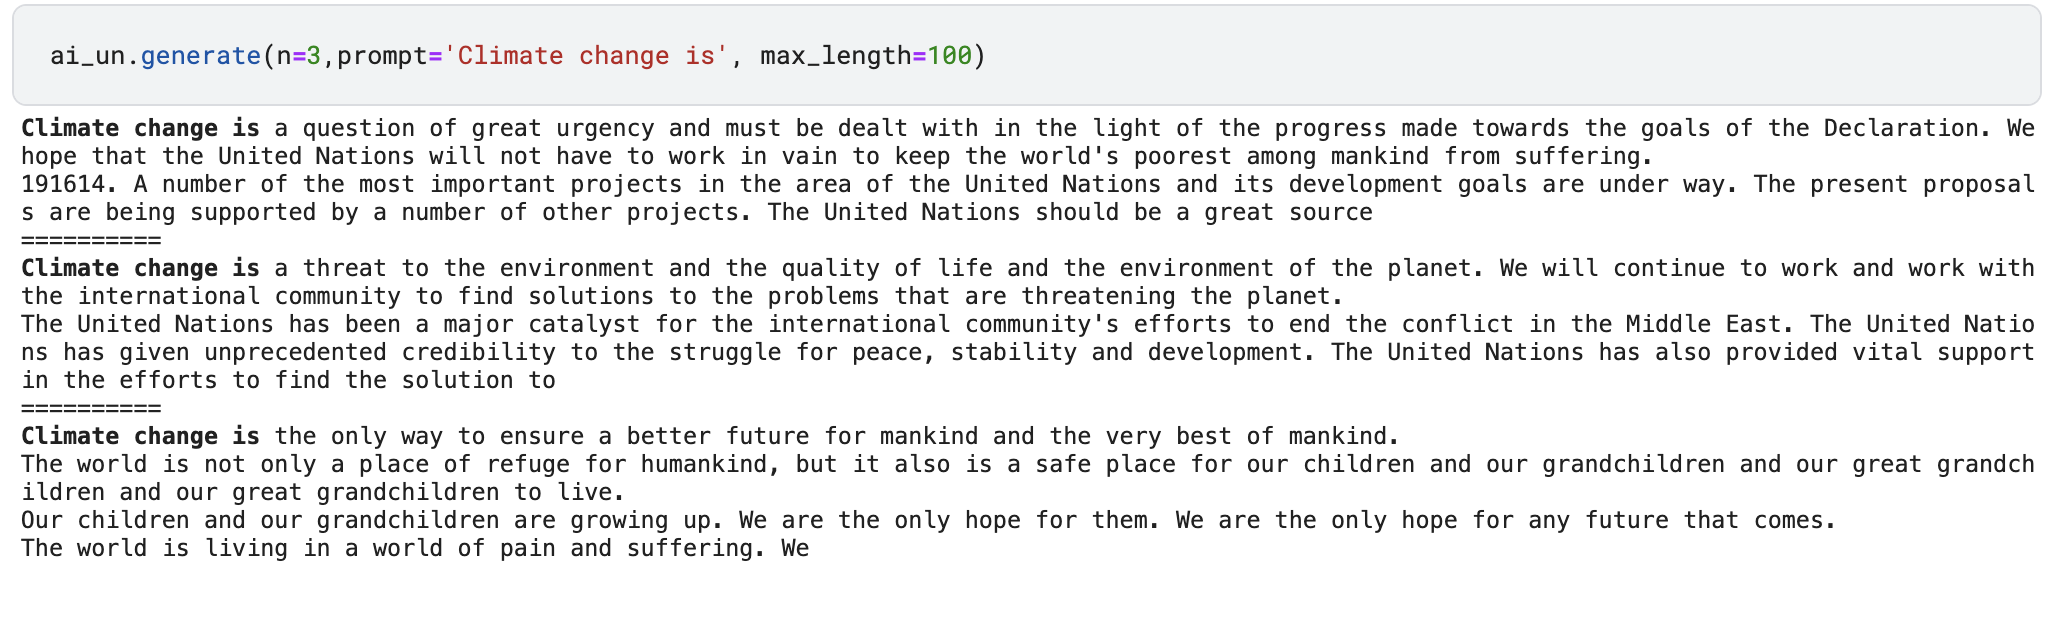 ai_un.generate(n=3,prompt='Climate change is', max_length=100)
Climate change is a question of great urgency and must be dealt with in the light of the progress made towards the goals of the Declaration. We
hope that the United Nations will not have to work in vain to keep the world's poorest among mankind from suffering.
191614. A number of the most important projects in the area of the United Nations and its development goals are under way. The present proposal
s are being supported by a number of other projects. The United Nations should be a great source
==========
Climate change is a threat to the environment and the quality of life and the environment of the planet. We will continue to work and work with
the international community to find solutions to the problems that are threatening the planet.
The United Nations has been a major catalyst for the international community's efforts to end the conflict in the Middle East. The United Natio
ns has given unprecedented credibility to the struggle for peace, stability and development. The United Nations has also provided vital support
in the efforts to find the solution to
==========
Climate change is the only way to ensure a better future for mankind and the very best of mankind.
The world is not only a place of refuge for humankind, but it also is a safe place for our children and our grandchildren and our great grandch
ildren and our great grandchildren to live.
Our children and our grandchildren are growing up. We are the only hope for them. We are the only hope for any future that comes.
The world is living in a world of pain and suffering. We